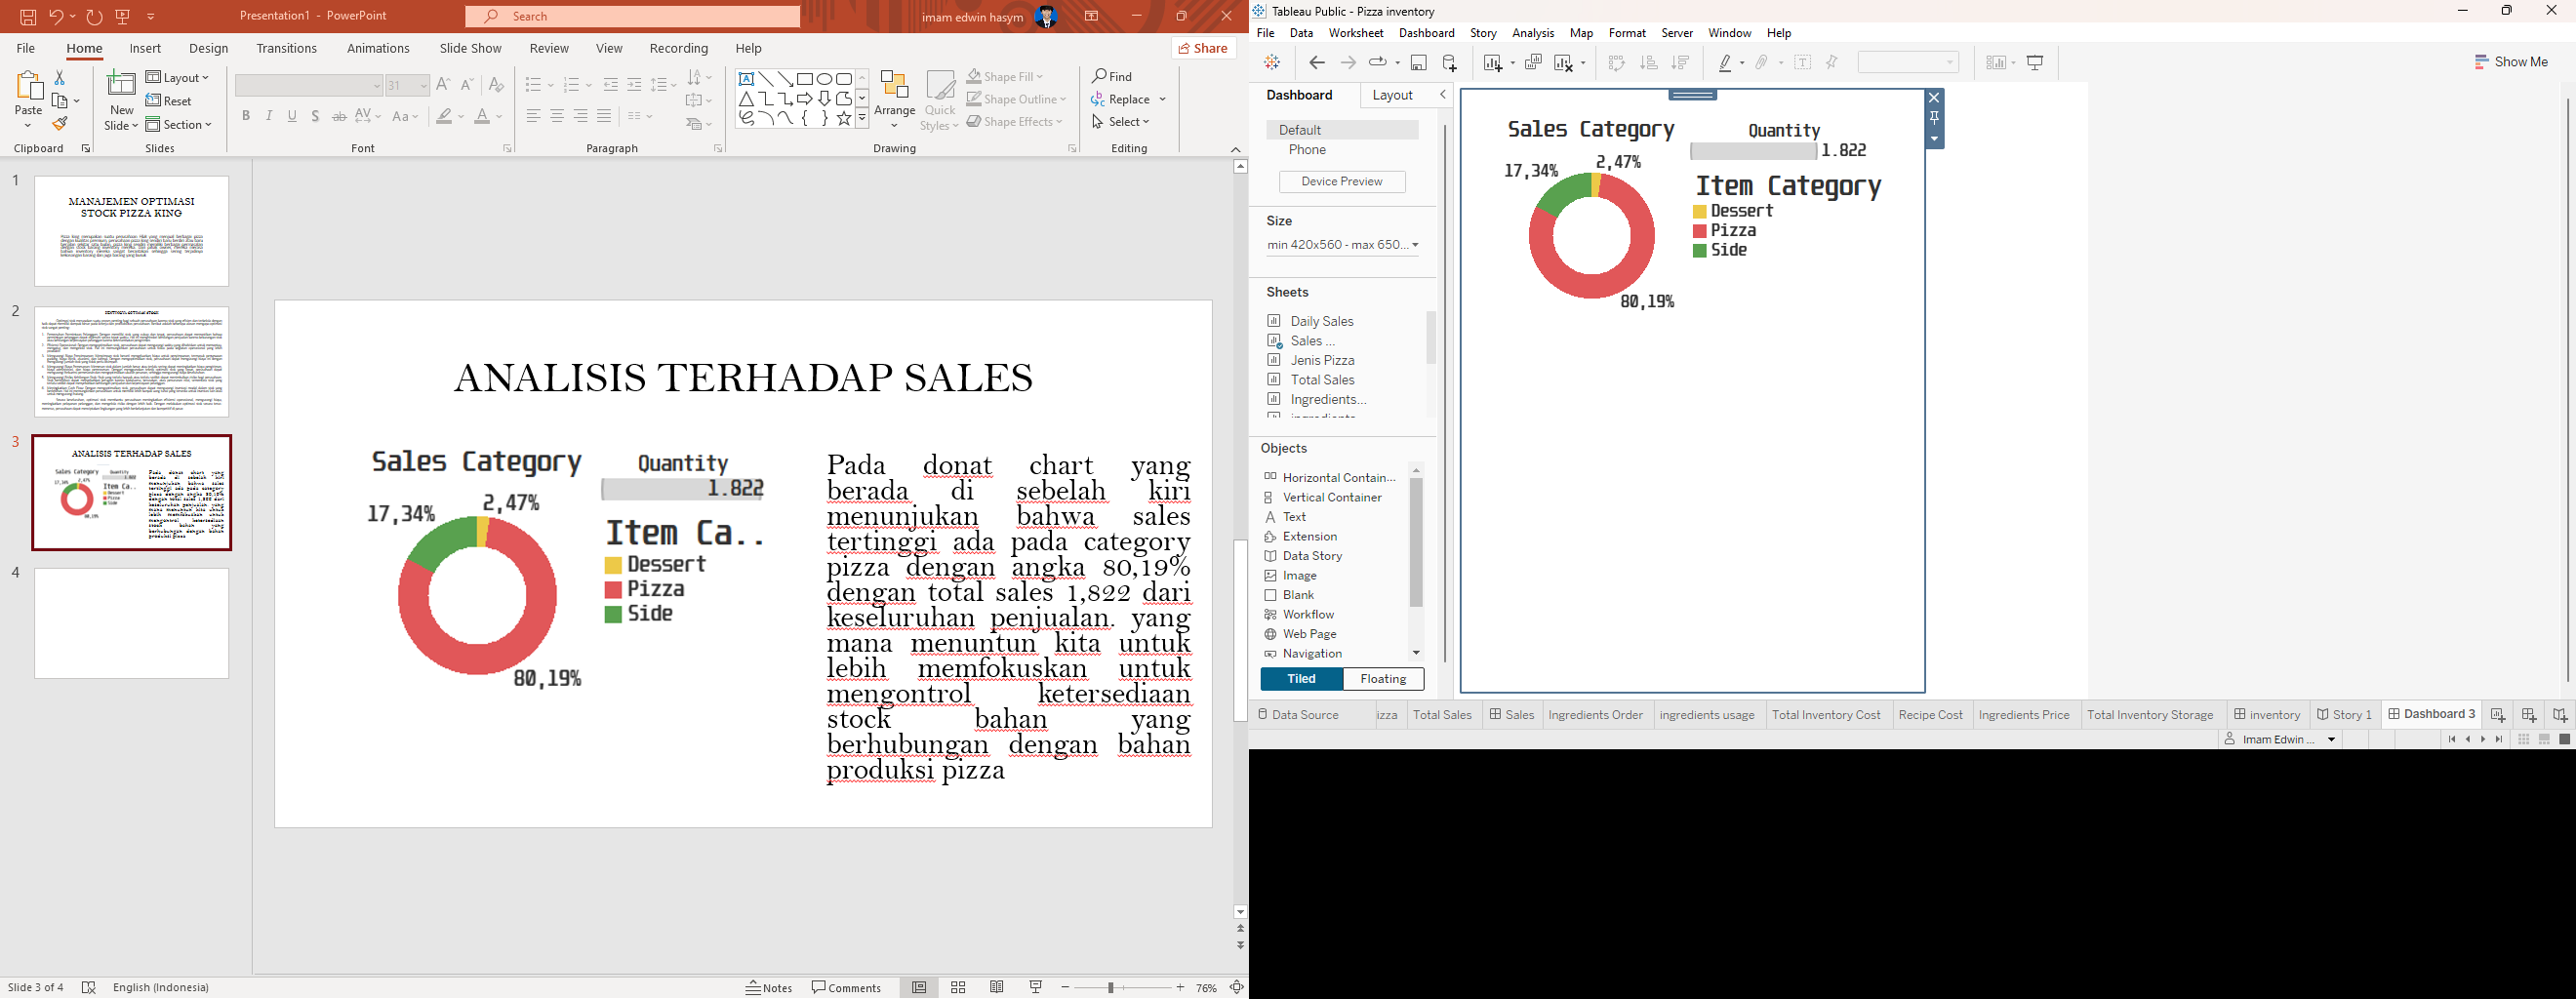 Presentation1 - PowerPoint
Search
imam edwin hasym
File Home Insert Design Transitions Animations Slide Show Review View Recording Help
Share
Paste
New Slide
Layout
Reset
Section
31
Shape Fill
Shape Outline
Shape Effects
Arrange
Quick Styles
Find
Replace
Select
Clipboard Slides Font Paragraph Drawing Editing
1
MANAJEMEN OPTIMASI
STOCK PIZZA KING
2
3
ANALISIS TERHADAP SALES
4
ANALISIS TERHADAP SALES
Sales Category
Quantity
1.822
2,47%
17,34%
80,19%
Item Ca..
Dessert
Pizza
Side
Pada donat chart yang
berada di sebelah kiri
menunjukan bahwa sales
tertinggi ada pada category
pizza dengan angka 80,19%
dengan total sales 1,822 dari
keseluruhan penjualan. yang
mana menuntun kita untuk
lebih memfokuskan untuk
mengontrol ketersediaan
stock bahan yang
berhubungan dengan bahan
produksi pizza
Slide 3 of 4 English (Indonesia)
Notes Comments 76%
Tableau Public - Pizza inventory
File Data Worksheet Dashboard Story Analysis Map Format Server Window Help
Show Me
Dashboard Layout
Default
Phone
Device Preview
Size
min 420x560 - max 650...
Sheets
Daily Sales
Sales ...
Jenis Pizza
Total Sales
Ingredients...
Objects
Horizontal Contain...
Vertical Container
Text
Extension
Data Story
Image
Blank
Workflow
Web Page
Navigation
Tiled Floating
Sales Category
Quantity
1.822
2,47%
17,34%
80,19%
Item Category
Dessert
Pizza
Side
Data Source izza Total Sales Sales Ingredients Order ingredients usage Total Inventory Cost Recipe Cost Ingredients Price Total Inventory Storage inventory Story 1 Dashboard 3
Imam Edwin ...